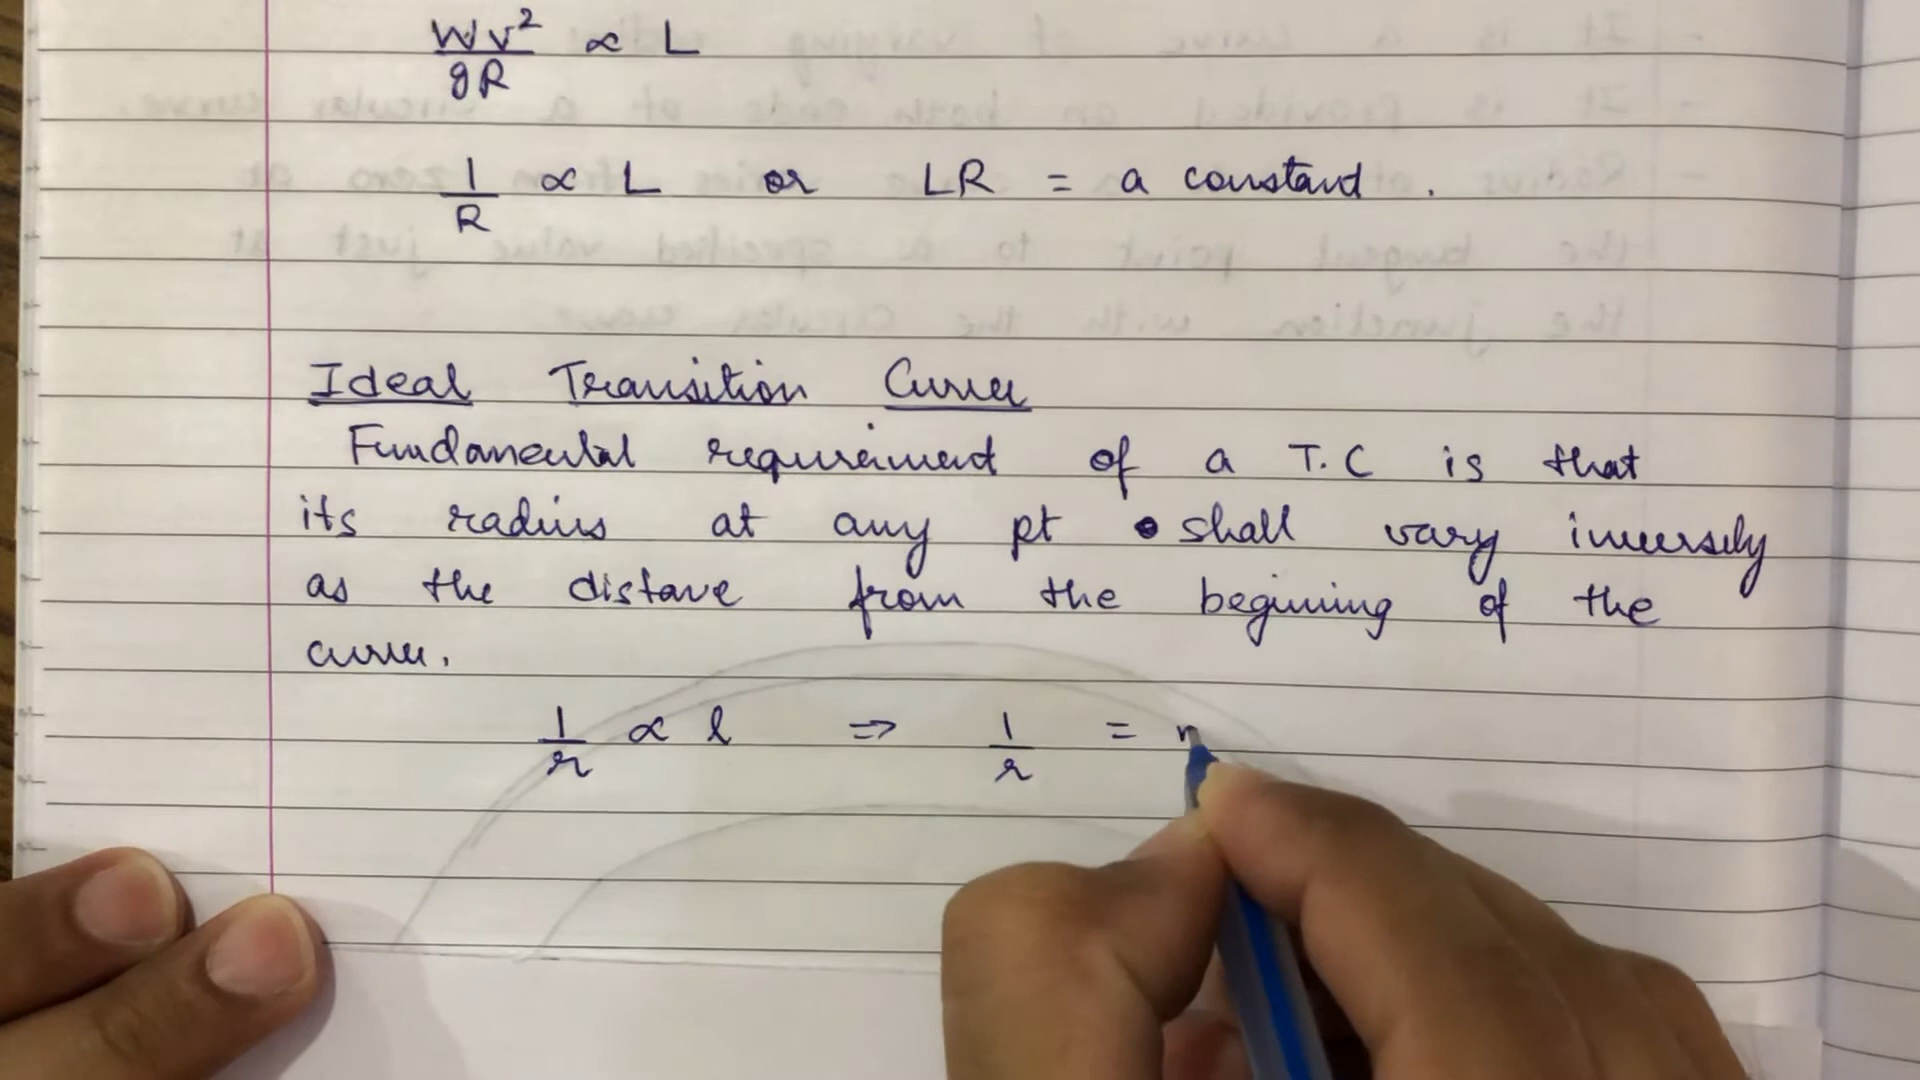 Wv²/gR ∝ L
1/R ∝ L or LR = a constant.
Ideal Transition Curve
Fundamental requirement of a T.C is that
its radius at any pt shall vary inversely
as the distance from the begining of the
curve.
1/r ∝ l ⇒ 1/r =